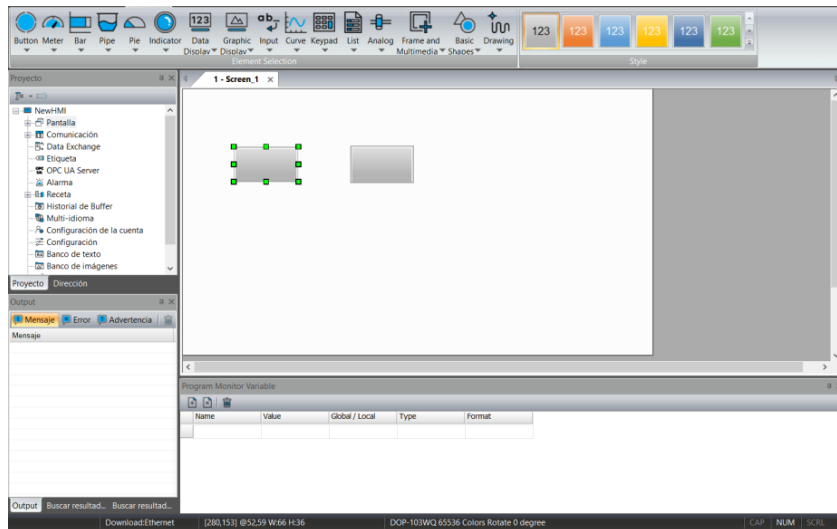 Button Meter Bar Pipe Pie Indicator Data Display Graphic Display Input Curve Keypad List Analog Frame and Multimedia Basic Shapes Drawing
123 ab
Element Selection
123 123 123 123 123 123
Style
Proyecto
1 - Screen_1
NewHMI
Pantalla
Comunicación
Data Exchange
Etiqueta
OPC UA Server
Alarma
Receta
Historial de Buffer
Multi-idioma
Configuración de la cuenta
Configuración
Banco de texto
Banco de imágenes
Proyecto Dirección
Output
Mensaje Error Advertencia
Mensaje
Program Monitor Variable
Name Value Global / Local Type Format
Output Buscar resultad... Buscar resultad...
Download:Ethernet [280,153] @52,59 W:66 H:36 DOP-103WQ 65536 Colors Rotate 0 degree CAP NUM SCRL